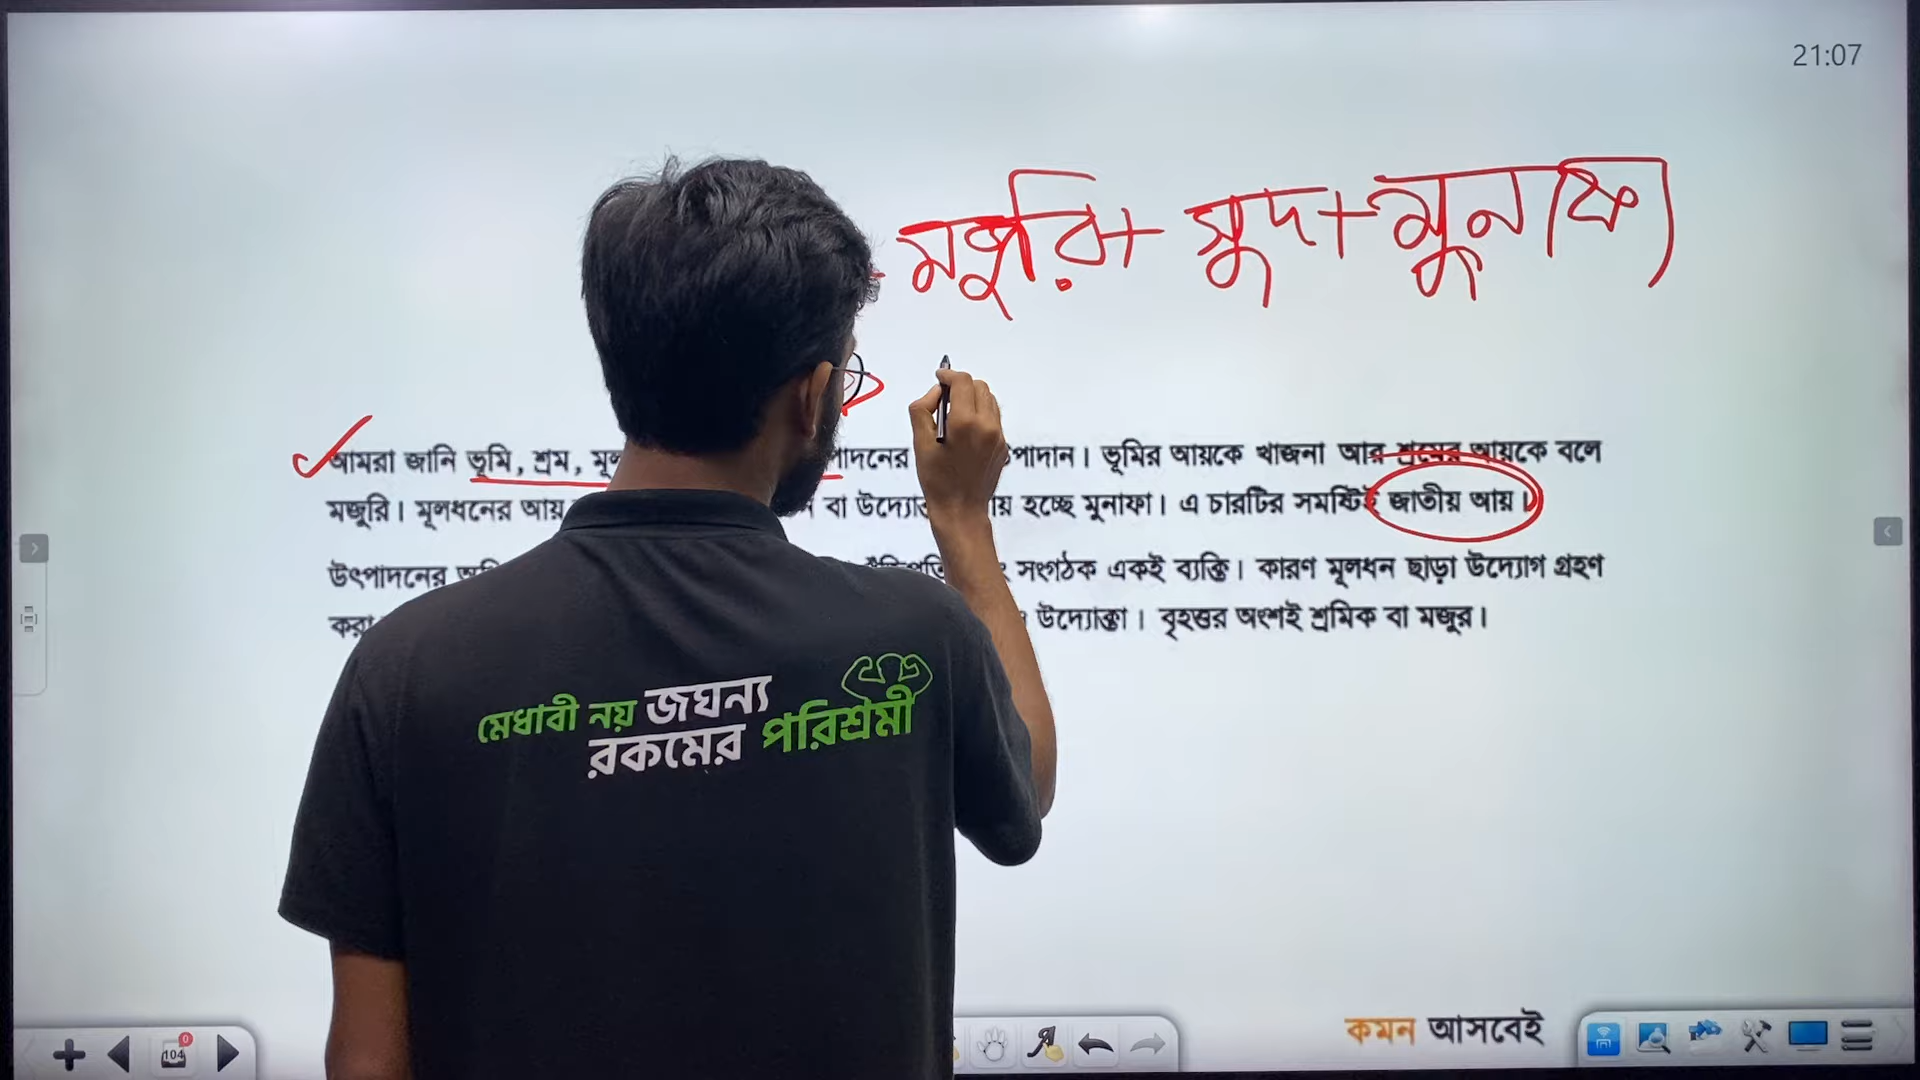 21:07
মজুরি + সুদ + মুনাফা
আমরা জানি ভূমি, শ্রম, পাদনের পাদান। ভূমির আয়কে খাজনা আর শ্রমের আয়কে বলে
মজুরি। মূলধনের আয় বা হচ্ছে মুনাফা। এ চারটির সমষ্টিই জাতীয় আয়।
উৎপাদনের সংগঠক একই ব্যক্তি। কারণ মূলধন ছাড়া উদ্যোগ গ্রহণ
করা উদ্যোক্তা। বৃহত্তর অংশই শ্রমিক বা মজুর।
মেধাবী নয় জঘন্য
রকমের পরিশ্রমী
কমন আসবেই
104
0